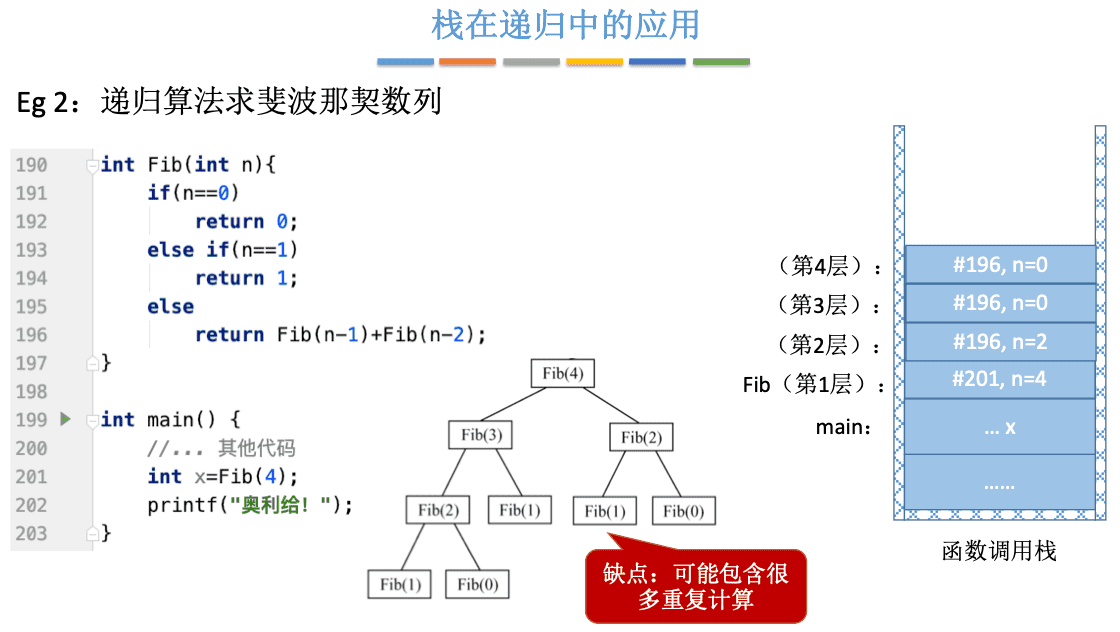 栈在递归中的应用
Eg 2：递归算法求斐波那契数列
190 int Fib(int n){
191 if(n==0)
192 return 0;
193 else if(n==1)
194 return 1;
195 else
196 return Fib(n-1)+Fib(n-2);
197 }
198
199 int main() {
200 //... 其他代码
201 int x=Fib(4);
202 printf("奥利给！");
203 }
Fib(4)
Fib(3)
Fib(2)
Fib(2)
Fib(1)
Fib(1)
Fib(0)
Fib(1)
Fib(0)
缺点：可能包含很
多重复计算
（第4层）： #196, n=0
（第3层）： #196, n=0
（第2层）： #196, n=2
Fib（第1层）： #201, n=4
main： ... x
......
函数调用栈